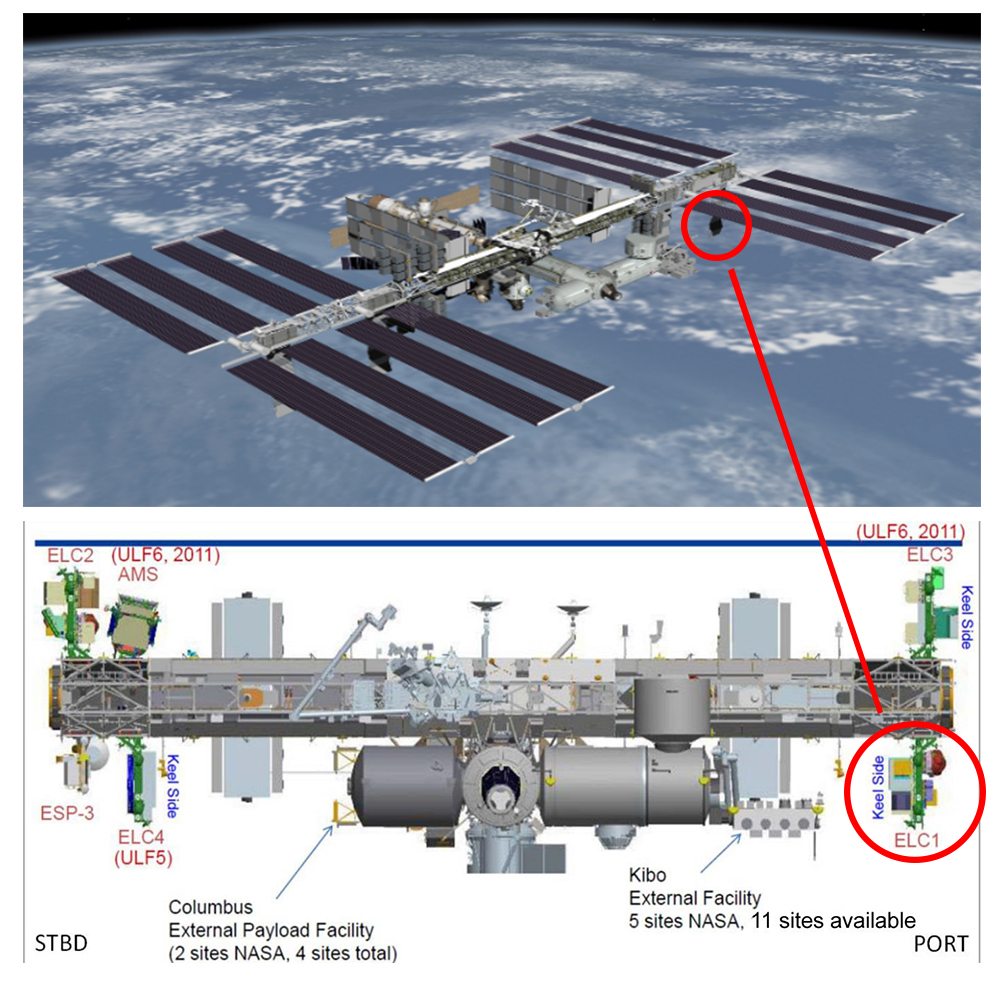 (ULF6, 2011)
ELC2
(ULF6, 2011)
ELC3
AMS
Keel Side
Keel Side
Keel Side
ESP-3
ELC4
(ULF5)
ELC1
Kibo
External Facility
5 sites NASA, 11 sites available
Columbus
External Payload Facility
(2 sites NASA, 4 sites total)
STBD
PORT